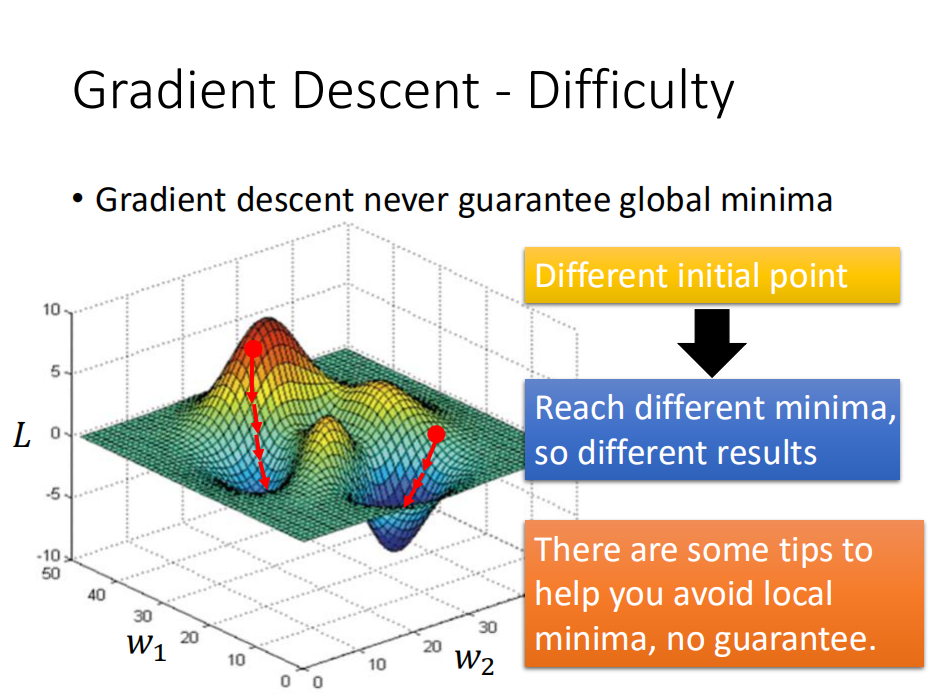 Gradient Descent - Difficulty
• Gradient descent never guarantee global minima
Different initial point
Reach different minima,
so different results
There are some tips to
help you avoid local
minima, no guarantee.
10
5
0
-5
-10
L
50
40
30
20
10
0
w₁
0
10
20
30
w₂